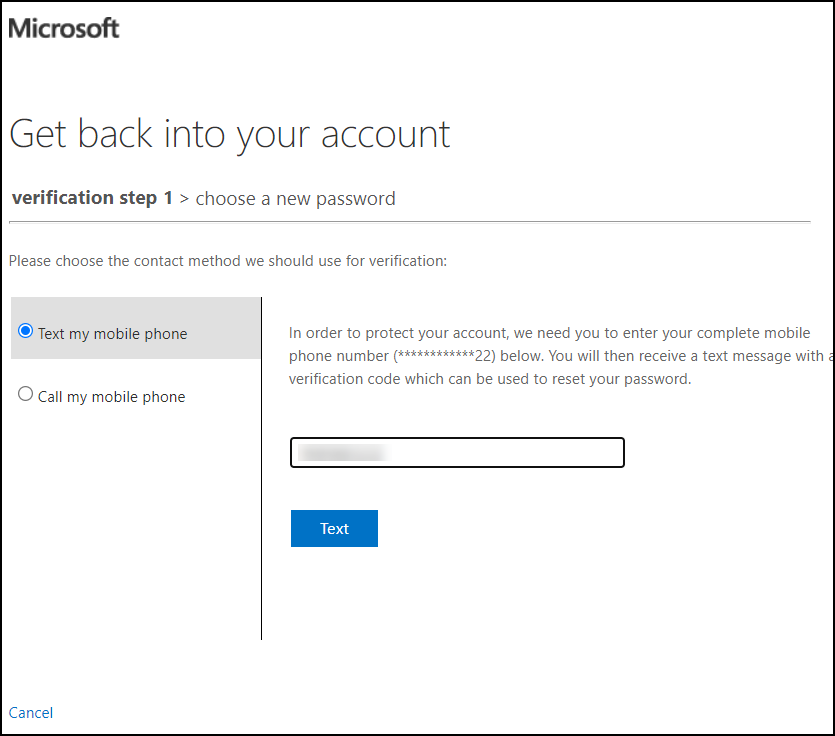 Microsoft
Get back into your account
verification step 1 > choose a new password
Please choose the contact method we should use for verification:
Text my mobile phone
Call my mobile phone
In order to protect your account, we need you to enter your complete mobile
phone number (************22) below. You will then receive a text message with a
verification code which can be used to reset your password.
Text
Cancel